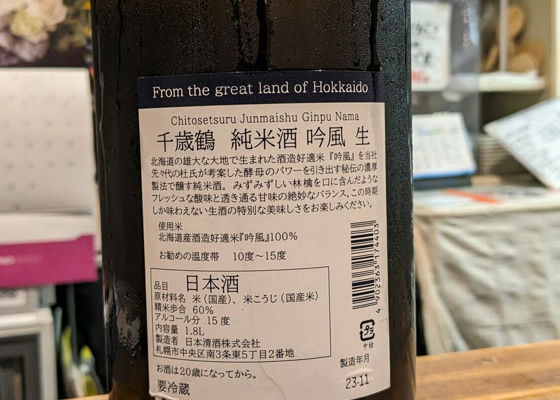 From the great land of Hokkaido
Chitosetsuru Junmaishu Ginpu Nama
千歳鶴 純米酒 吟風 生
北海道の雄大な大地で生まれた酒造好適米『吟風』を当社
先々代の杜氏が考案した酵母のパワーを引き出す秘伝の濃厚
製法で醸す純米酒。みずみずしい林檎を口に含んだような
フレッシュな酸味と透き通る甘味の絶妙なバランス。この時期
しか味わえない生酒の特別な美味しさをお楽しみください。
使用米
北海道産酒造好適米『吟風』100%
お勧めの温度帯 10度〜15度
品目 日本酒
原材料名 米(国産)、米こうじ(国産米)
精米歩合 60%
アルコール分 15度
内容量 1.8L
製造者 日本清酒株式会社
札幌市中央区南3条東5丁目2番地
お酒は20歳になってから。
要冷蔵
4 902363 174403
中栓
製造年月
23.11